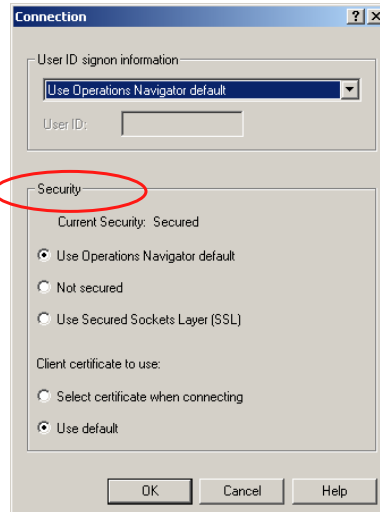 Connection
User ID signon information
Use Operations Navigator default
User ID:
Security
Current Security: Secured
Use Operations Navigator default
Not secured
Use Secured Sockets Layer (SSL)
Client certificate to use:
Select certificate when connecting
Use default
OK Cancel Help